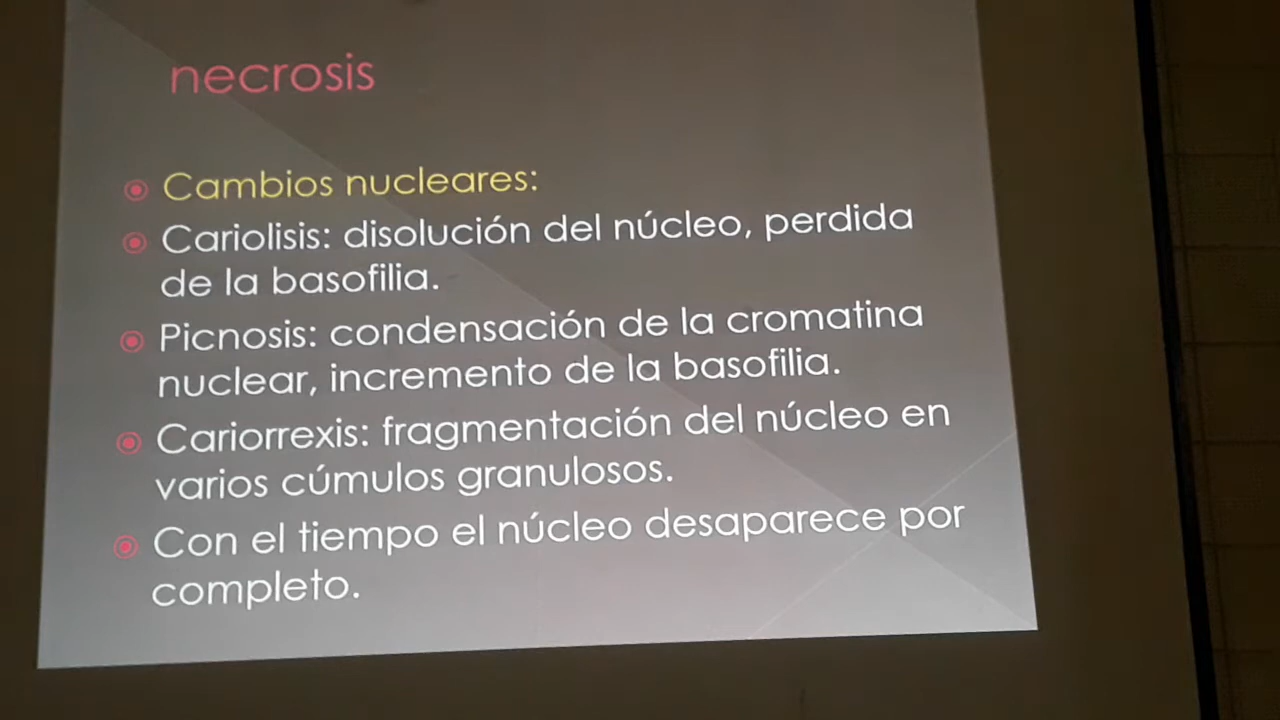 necrosis
Cambios nucleares:
Cariolisis: disolución del núcleo, perdida
de la basofilia.
Picnosis: condensación de la cromatina
nuclear, incremento de la basofilia.
Cariorrexis: fragmentación del núcleo en
varios cúmulos granulosos.
Con el tiempo el núcleo desaparece por
completo.